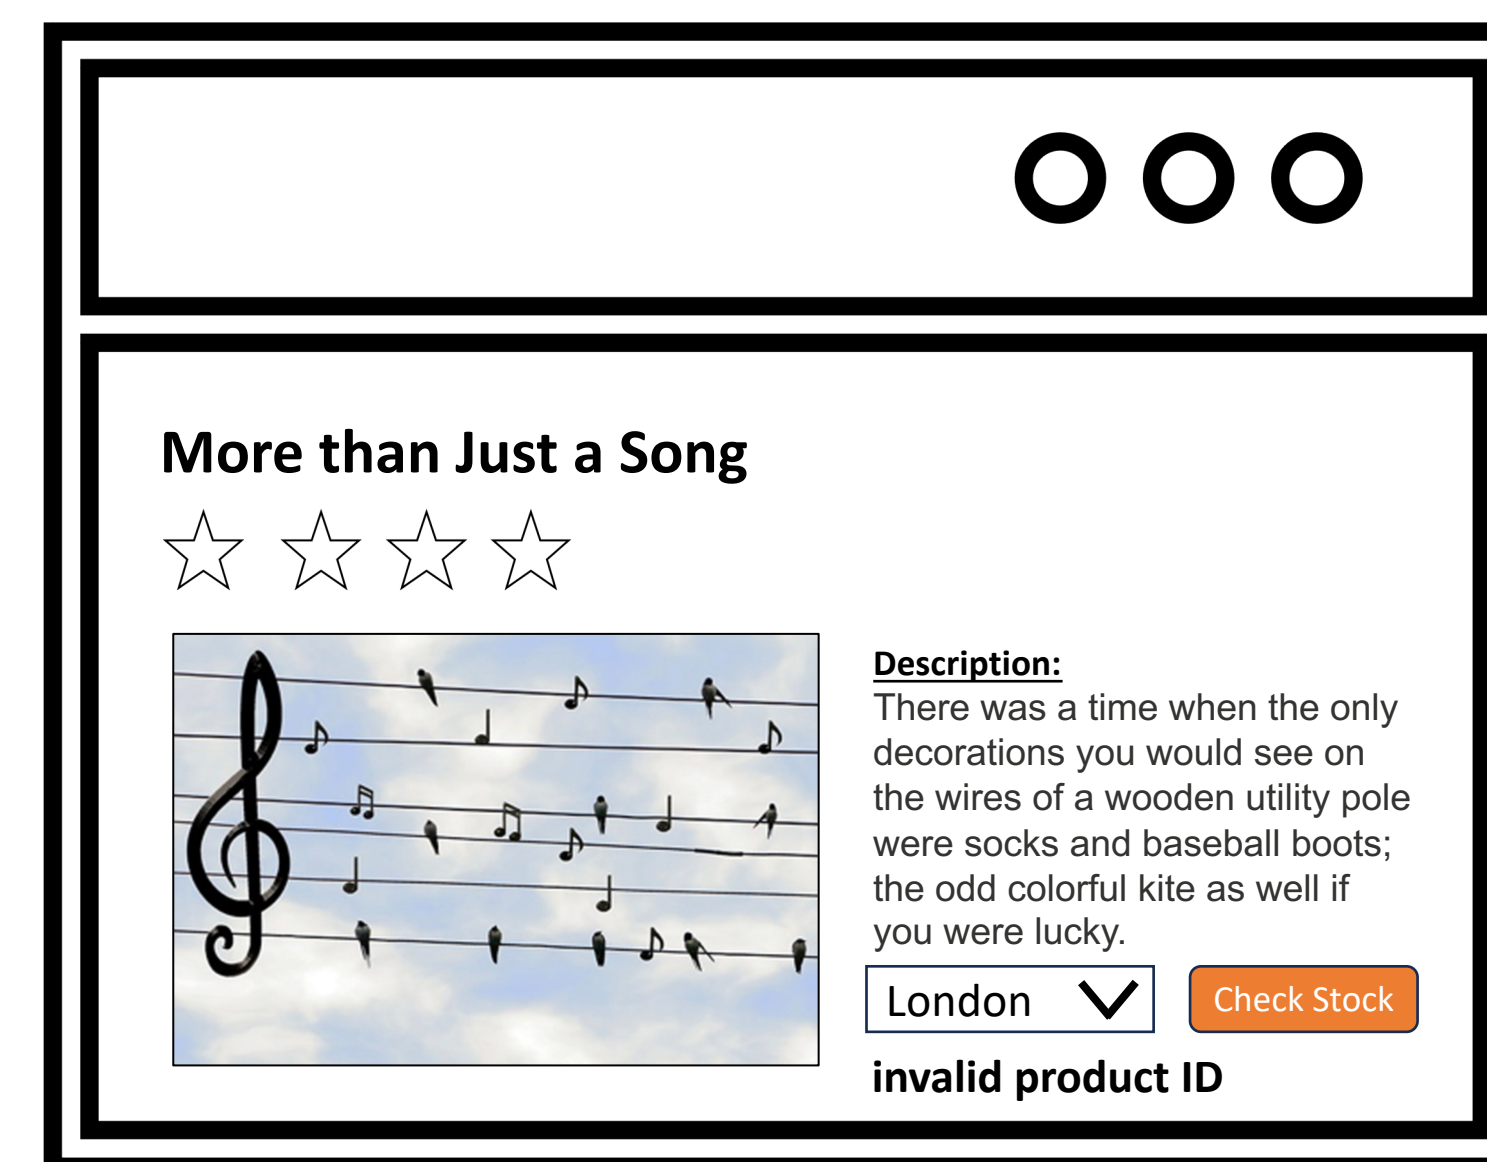 More than Just a Song
Description:
There was a time when the only
decorations you would see on
the wires of a wooden utility pole
were socks and baseball boots;
the odd colorful kite as well if
you were lucky.
London
Check Stock
invalid product ID